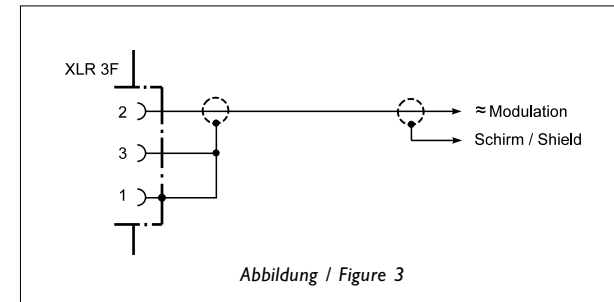 XLR 3F
2
≈ Modulation
Schirm / Shield
3
1
Abbildung / Figure 3